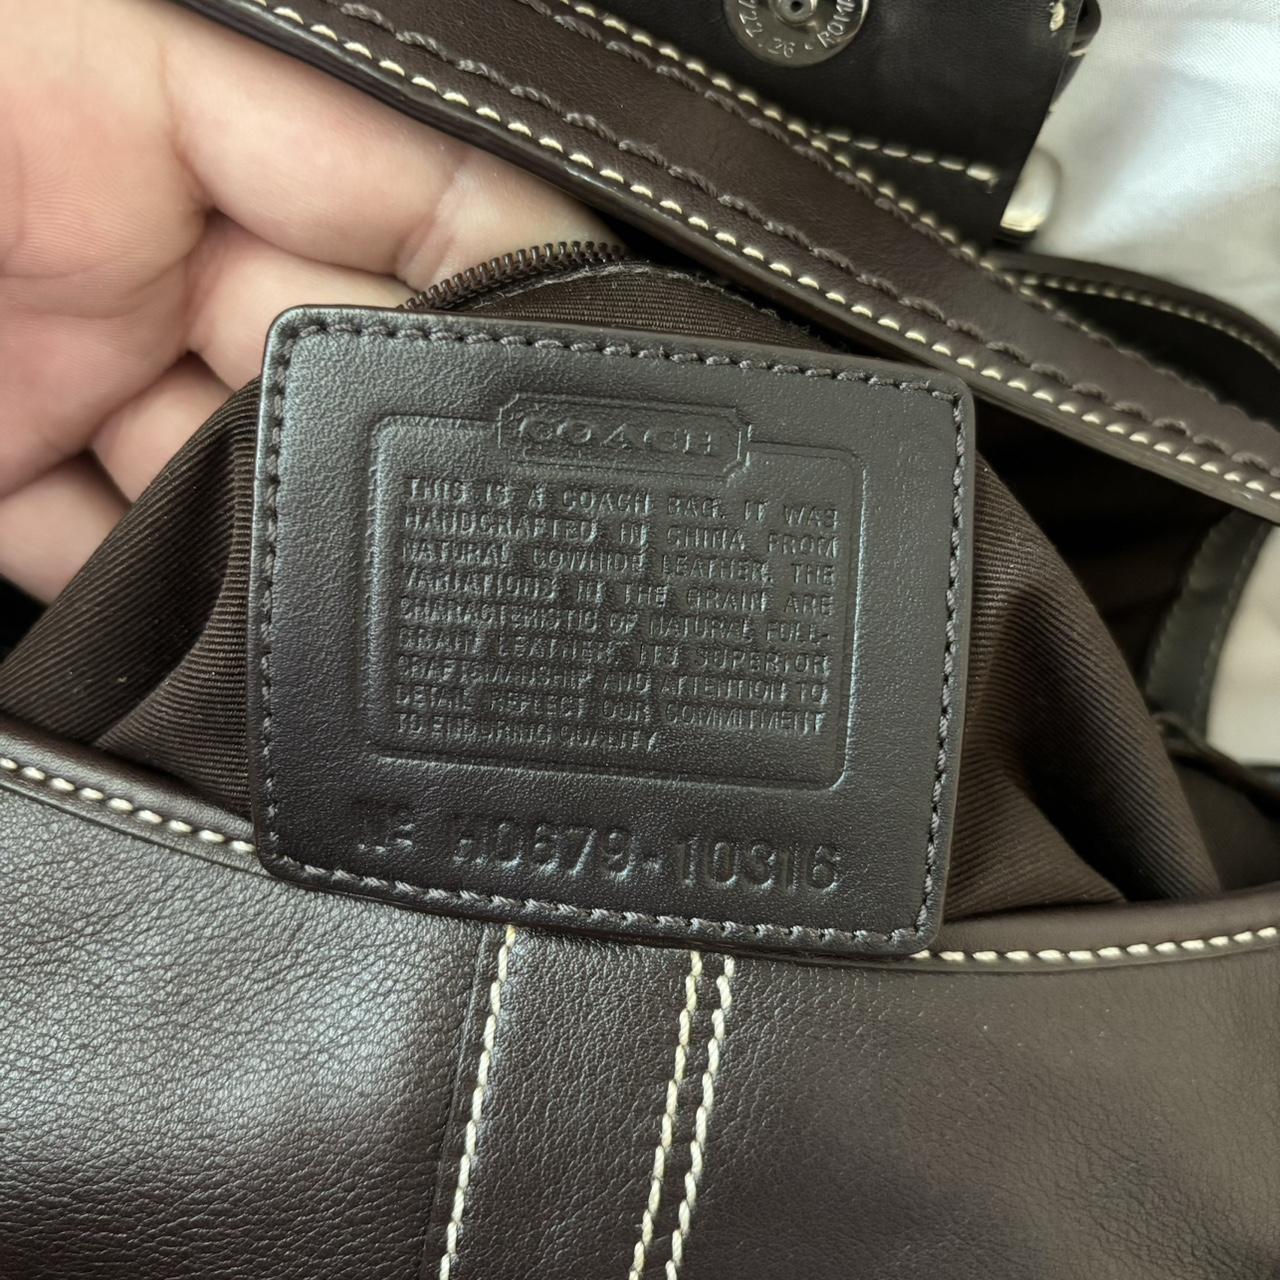 COACH
THIS IS A COACH BAG. IT WAS
HANDCRAFTED IN CHINA FROM
NATURAL COWHIDE LEATHER. THE
VARIATIONS IN THE GRAIN ARE
CHARACTERISTIC OF NATURAL FULL-
GRAIN LEATHER. ITS SUPERIOR
CRAFTSMANSHIP AND ATTENTION TO
DETAIL REFLECT OUR COMMITMENT
TO ENDURING QUALITY.
0679-10316